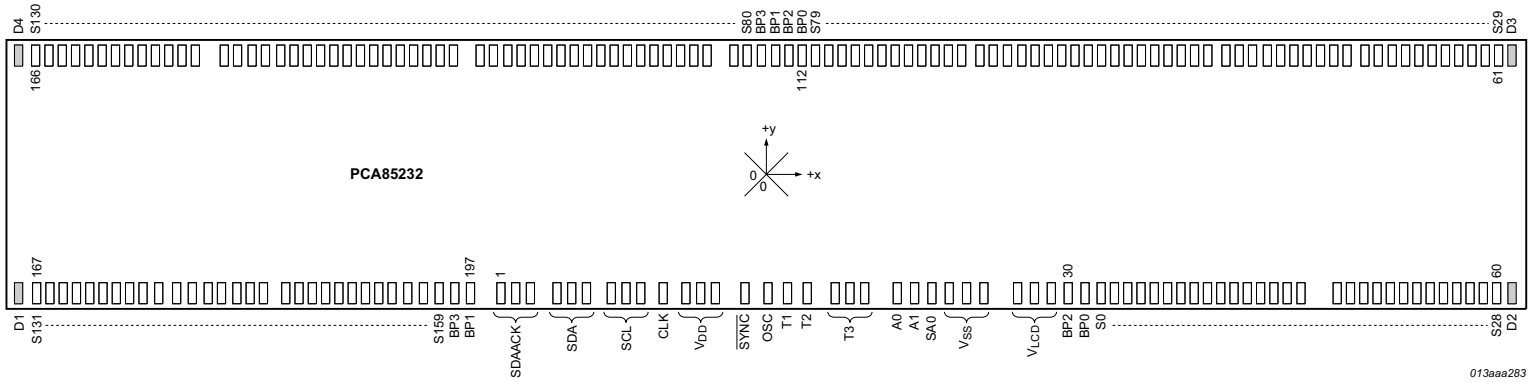 D4
S130
S80
BP3
BP1
BP2
BP0
S79
S29
D3
166
112
61
+y
PCA85232
0
0
+x
167
197
1
30
60
D1
S131
S159
BP3
BP1
SDAACK
SDA
SCL
CLK
VDD
SYNC
OSC
T1
T2
T3
A0
A1
SA0
VSS
VLCD
BP2
BP0
S0
S28
D2
013aaa283